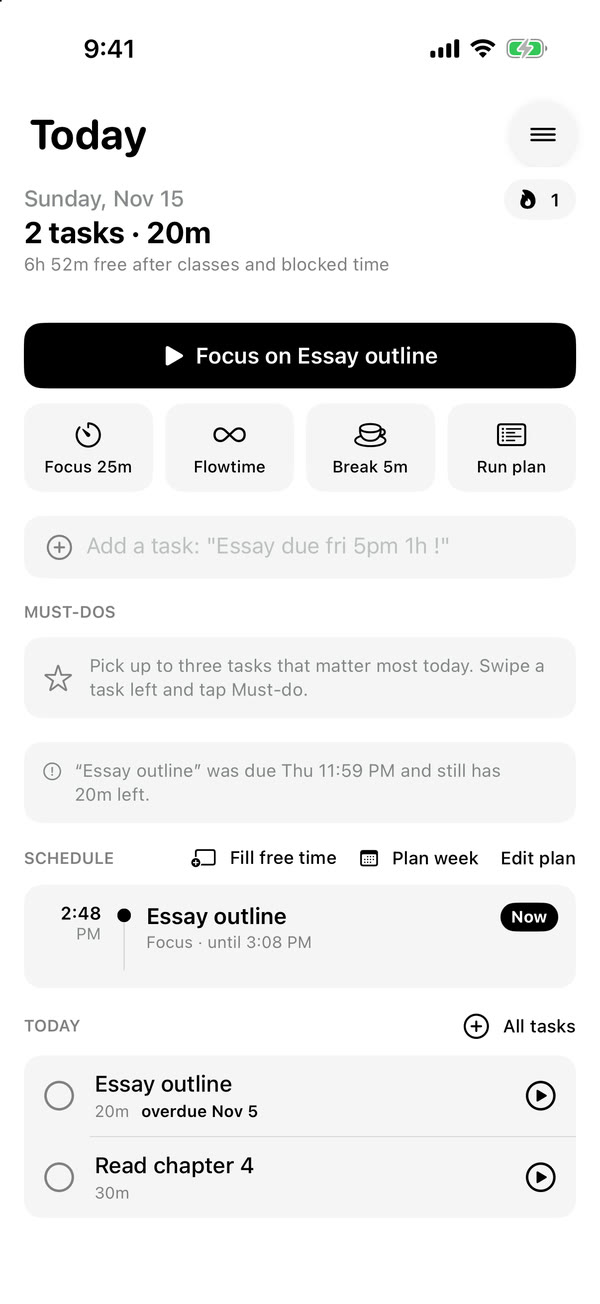 9:41
Today
Sunday, Nov 15
1
2 tasks · 20m
6h 52m free after classes and blocked time
Focus on Essay outline
Focus 25m
Flowtime
Break 5m
Run plan
Add a task: "Essay due fri 5pm 1h !"
MUST-DOS
Pick up to three tasks that matter most today. Swipe a
task left and tap Must-do.
“Essay outline” was due Thu 11:59 PM and still has
20m left.
SCHEDULE
Fill free time
Plan week
Edit plan
2:48
PM
Essay outline
Focus · until 3:08 PM
Now
TODAY
All tasks
Essay outline
20m overdue Nov 5
Read chapter 4
30m